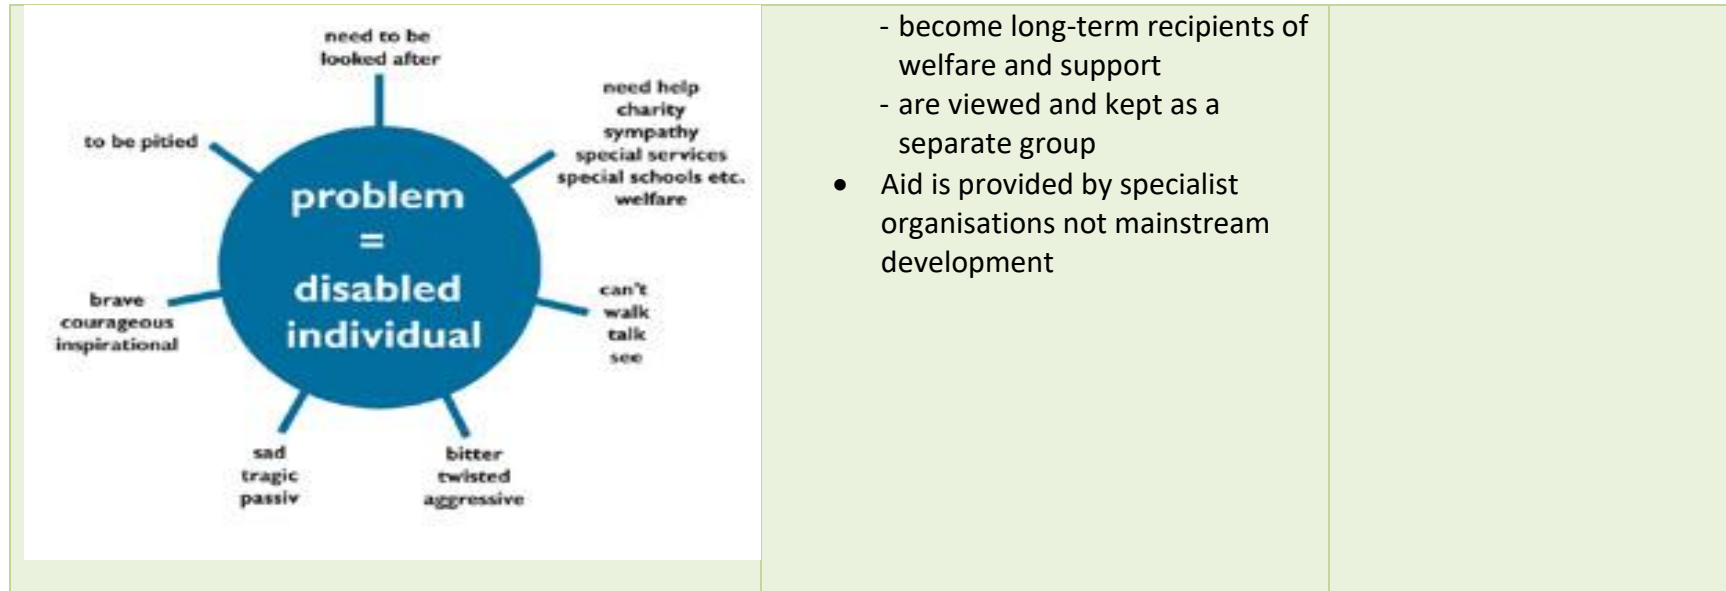 need to be
looked after
need help
charity
sympathy
special services
special schools etc.
welfare
to be pitied
problem
=
disabled
individual
can't
walk
talk
see
brave
courageous
inspirational
sad
tragic
passiv
bitter
twisted
aggressive
- become long-term recipients of
welfare and support
- are viewed and kept as a
separate group
• Aid is provided by specialist
organisations not mainstream
development